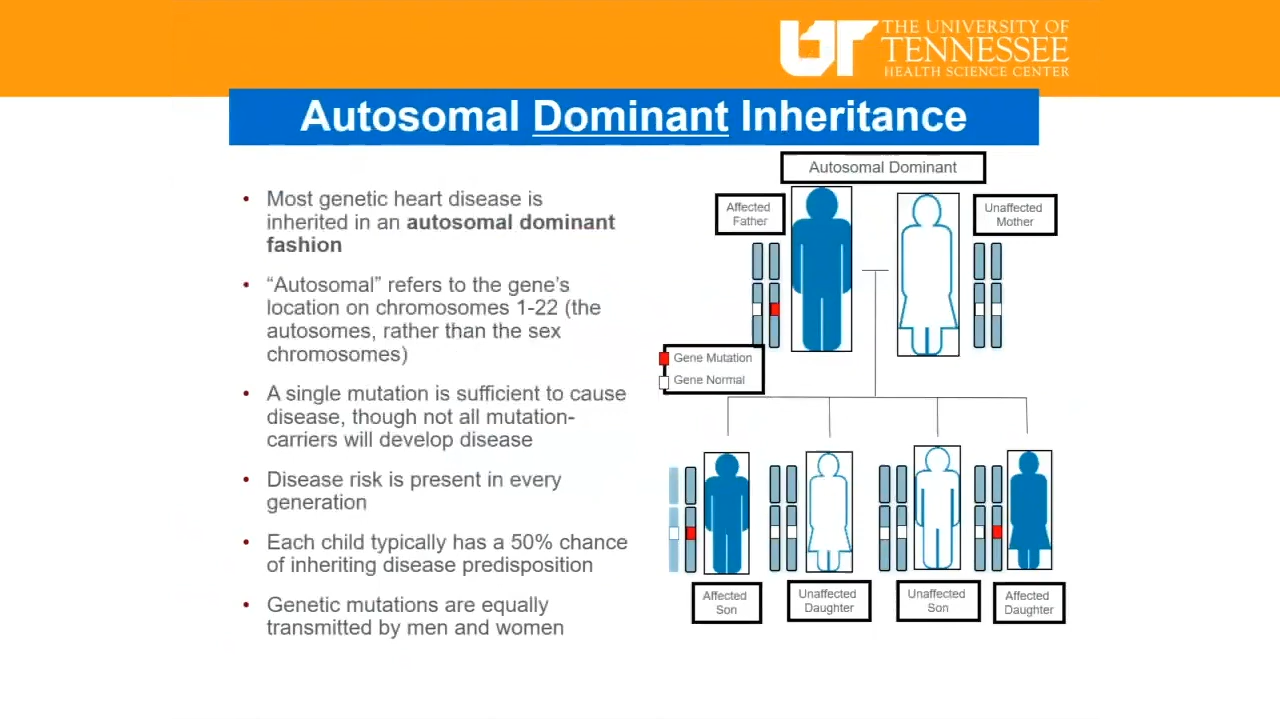 THE UNIVERSITY OF
UT TENNESSEE
HEALTH SCIENCE CENTER
Autosomal Dominant Inheritance
• Most genetic heart disease is
inherited in an autosomal dominant
fashion
• “Autosomal” refers to the gene’s
location on chromosomes 1-22 (the
autosomes, rather than the sex
chromosomes)
• A single mutation is sufficient to cause
disease, though not all mutation-
carriers will develop disease
• Disease risk is present in every
generation
• Each child typically has a 50% chance
of inheriting disease predisposition
• Genetic mutations are equally
transmitted by men and women
Autosomal Dominant
Affected
Father
Unaffected
Mother
Gene Mutation
Gene Normal
Affected
Son
Unaffected
Daughter
Unaffected
Son
Affected
Daughter